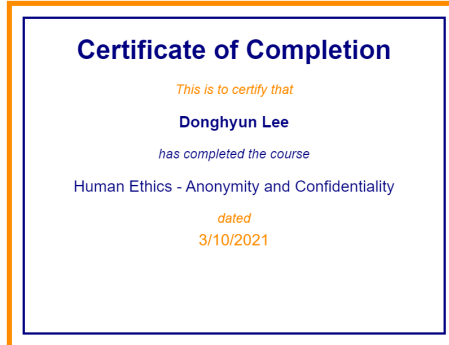 Certificate of Completion
This is to certify that
Donghyun Lee
has completed the course
Human Ethics - Anonymity and Confidentiality
dated
3/10/2021